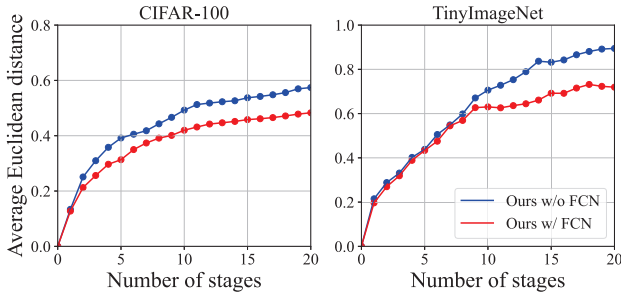 CIFAR-100
TinyImageNet
Average Euclidean distance
0.8
0.6
0.4
0.2
0.0
0 5 10 15 20
Number of stages
1.0
0.8
0.6
0.4
0.2
0.0
Ours w/o FCN
Ours w/ FCN
0 5 10 15 20
Number of stages